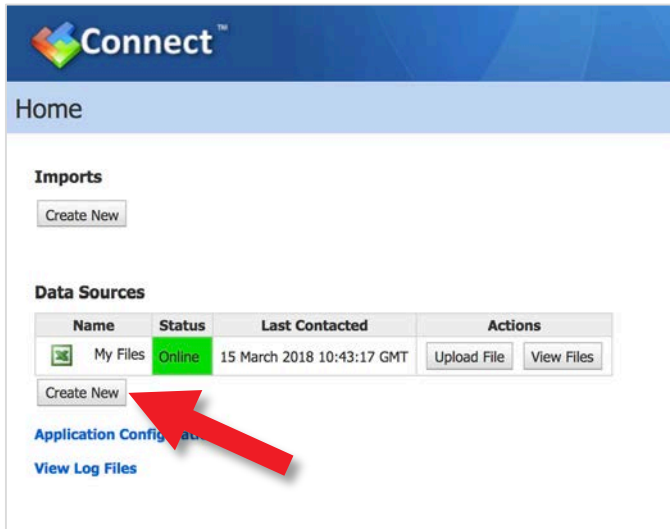 Connect™
Home
Imports
Create New
Data Sources
Name Status Last Contacted Actions
My Files Online 15 March 2018 10:43:17 GMT Upload File View Files
Create New
Application
View Log Files